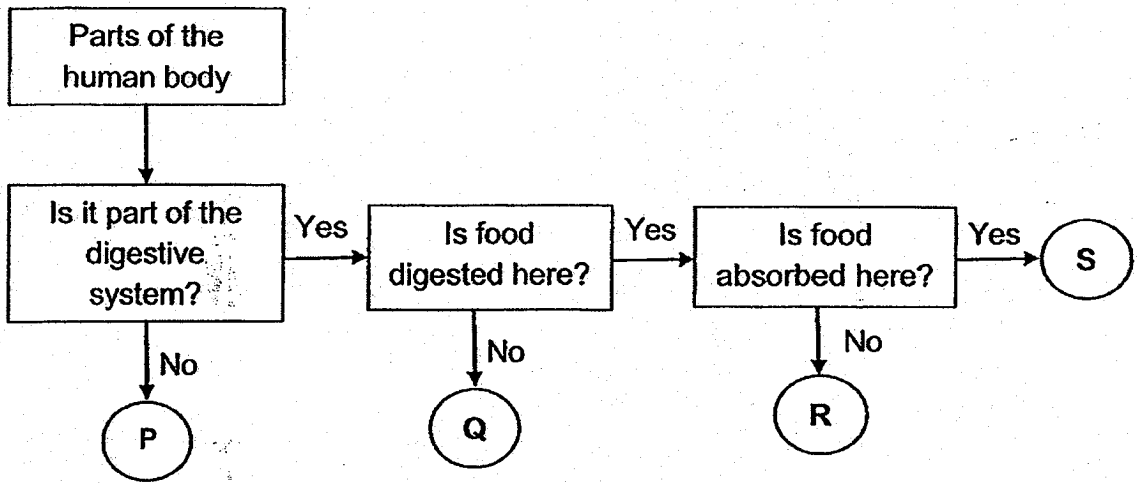 Parts of the
human body
Is it part of the
digestive
system?
Yes
Is food
digested here?
Yes
Is food
absorbed here?
Yes
S
No
P
No
Q
No
R